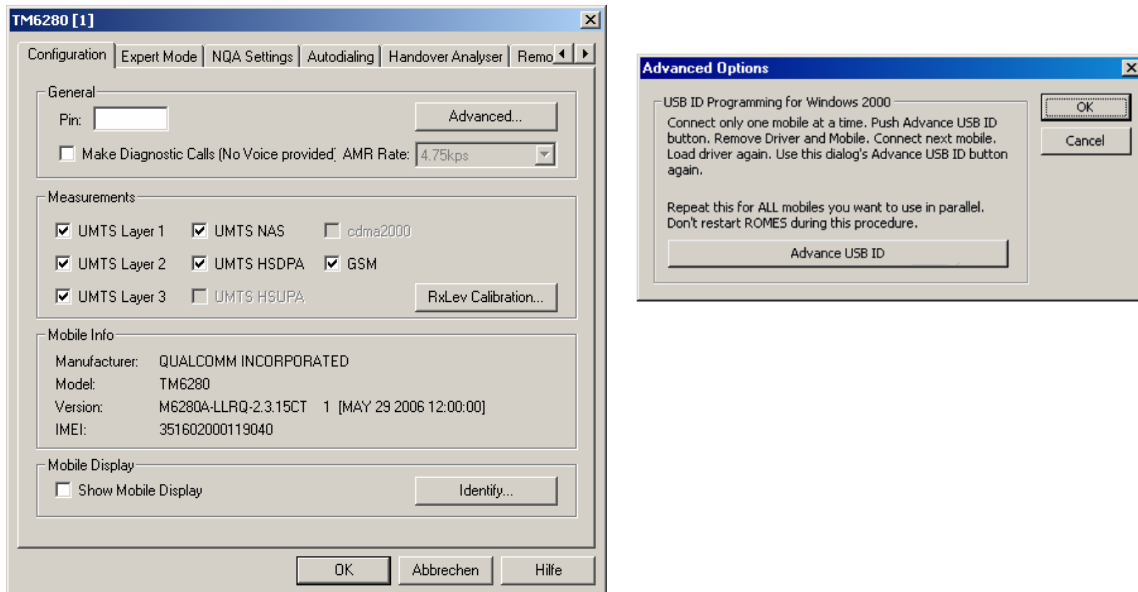 TM6280 [1]
Configuration Expert Mode NQA Settings Autodialing Handover Analyser Remo
General
Pin:
Advanced...
Make Diagnostic Calls (No Voice provided) AMR Rate: 4.75kps
Measurements
UMTS Layer 1 UMTS NAS cdma2000
UMTS Layer 2 UMTS HSDPA GSM
UMTS Layer 3 UMTS HSUPA RxLev Calibration...
Mobile Info
Manufacturer: QUALCOMM INCORPORATED
Model: TM6280
Version: M6280A-LLRQ-2.3.15CT 1 [MAY 29 2006 12:00:00]
IMEI: 351602000119040
Mobile Display
Show Mobile Display Identify...
OK Abbrechen Hilfe
Advanced Options
USB ID Programming for Windows 2000
Connect only one mobile at a time. Push Advance USB ID
button. Remove Driver and Mobile. Connect next mobile.
Load driver again. Use this dialog's Advance USB ID button
again.
Repeat this for ALL mobiles you want to use in parallel.
Don't restart ROMES during this procedure.
Advance USB ID
OK
Cancel